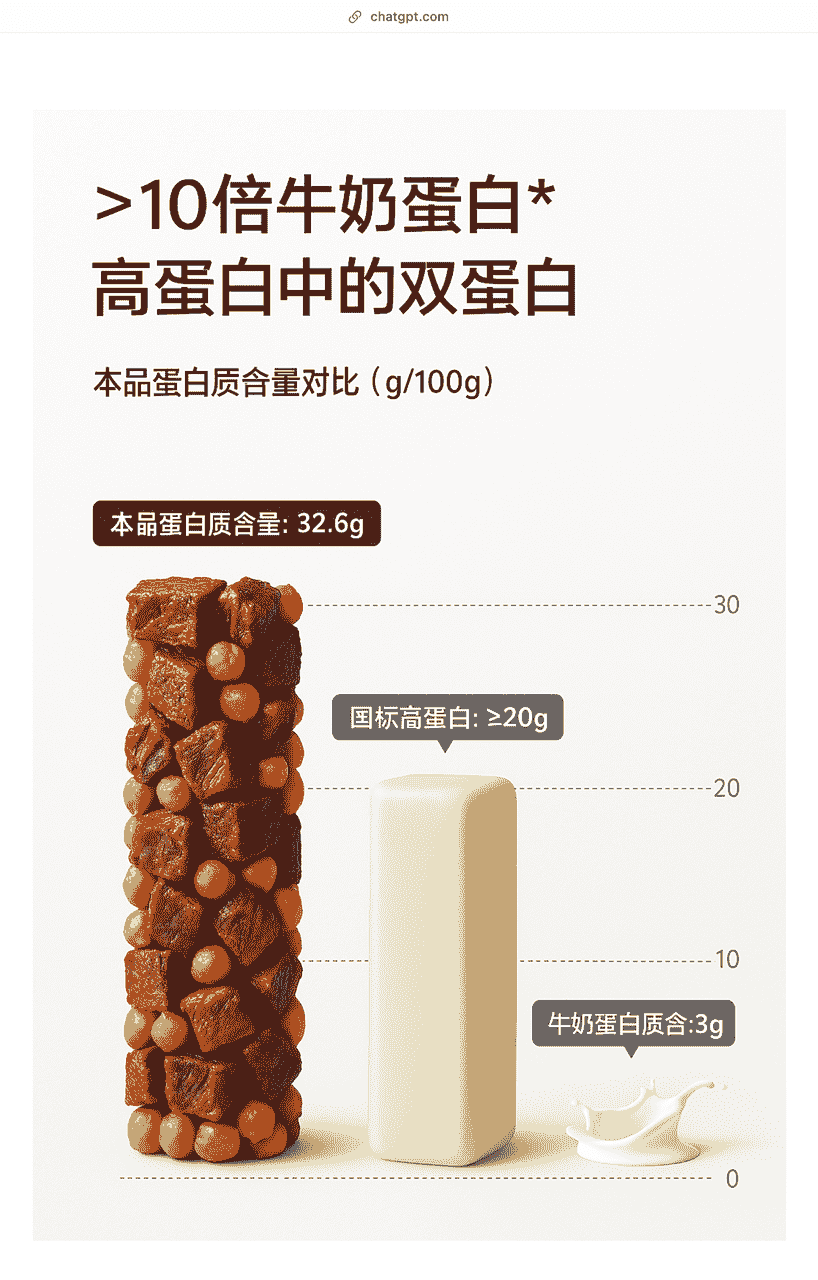 chatgpt.com
>10倍牛奶蛋白*
高蛋白中的双蛋白
本品蛋白质含量对比（g/100g）
本品蛋白质含量: 32.6g
30
国标高蛋白: ≥20g
20
10
牛奶蛋白质含:3g
0